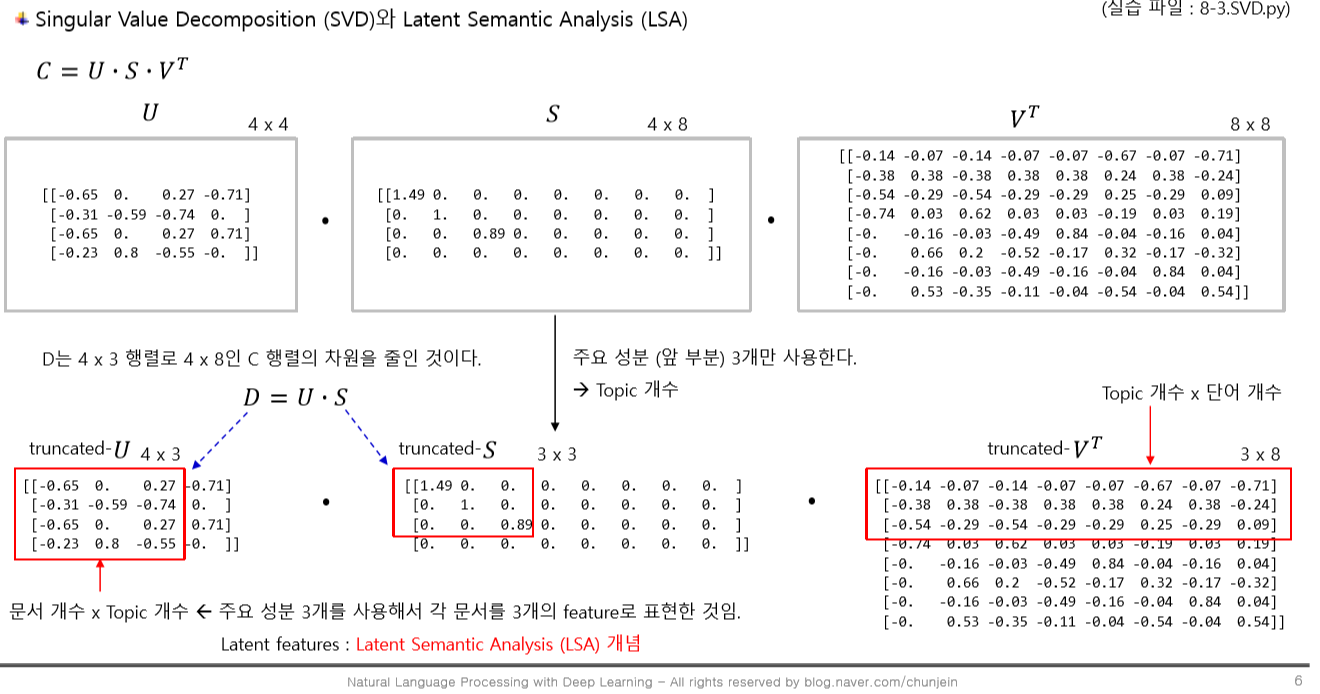 Singular Value Decomposition (SVD)와 Latent Semantic Analysis (LSA)
(실습 파일 : 8-3.SVD.py)
C = U · S · V^T
U
4 x 4
S
4 x 8
V^T
8 x 8
[[-0.65 0. 0.27 -0.71]
[-0.31 -0.59 -0.74 0. ]
[-0.65 0. 0.27 0.71]
[-0.23 0.8 -0.55 -0. ]]
•
[[1.49 0. 0. 0. 0. 0. 0. 0. ]
[0. 1. 0. 0. 0. 0. 0. 0. ]
[0. 0. 0.89 0. 0. 0. 0. 0. ]
[0. 0. 0. 0. 0. 0. 0. 0. ]]
•
[[-0.14 -0.07 -0.14 -0.07 -0.07 -0.67 -0.07 -0.71]
[-0.38 0.38 -0.38 0.38 0.38 0.24 0.38 -0.24]
[-0.54 -0.29 -0.54 -0.29 -0.29 0.25 -0.29 0.09]
[-0.74 0.03 0.62 0.03 0.03 -0.19 0.03 0.19]
[-0. -0.16 -0.03 -0.49 0.84 -0.04 -0.16 0.04]
[-0. 0.66 0.2 -0.52 -0.17 0.32 -0.17 -0.32]
[-0. -0.16 -0.03 -0.49 -0.16 -0.04 0.84 0.04]
[-0. 0.53 -0.35 -0.11 -0.04 -0.54 -0.04 0.54]]
D는 4 x 3 행렬로 4 x 8인 C 행렬의 차원을 줄인 것이다.
D = U · S
주요 성분 (앞 부분) 3개만 사용한다.
→ Topic 개수
Topic 개수 x 단어 개수
truncated-U 4 x 3
truncated-S 3 x 3
truncated-V^T 3 x 8
[[-0.65 0. 0.27 -0.71]
[-0.31 -0.59 -0.74 0. ]
[-0.65 0. 0.27 0.71]
[-0.23 0.8 -0.55 -0. ]]
•
[[1.49 0. 0. 0. 0. 0. 0. 0. ]
[0. 1. 0. 0. 0. 0. 0. 0. ]
[0. 0. 0.89 0. 0. 0. 0. 0. ]
[0. 0. 0. 0. 0. 0. 0. 0. ]]
•
[[-0.14 -0.07 -0.14 -0.07 -0.07 -0.67 -0.07 -0.71]
[-0.38 0.38 -0.38 0.38 0.38 0.24 0.38 -0.24]
[-0.54 -0.29 -0.54 -0.29 -0.29 0.25 -0.29 0.09]
[-0.74 0.03 0.62 0.03 0.03 -0.19 0.03 0.19]
[-0. -0.16 -0.03 -0.49 0.84 -0.04 -0.16 0.04]
[-0. 0.66 0.2 -0.52 -0.17 0.32 -0.17 -0.32]
[-0. -0.16 -0.03 -0.49 -0.16 -0.04 0.84 0.04]
[-0. 0.53 -0.35 -0.11 -0.04 -0.54 -0.04 0.54]]
문서 개수 x Topic 개수 ← 주요 성분 3개를 사용해서 각 문서를 3개의 feature로 표현한 것임.
Latent features : Latent Semantic Analysis (LSA) 개념
Natural Language Processing with Deep Learning – All rights reserved by blog.naver.com/chunjein
6